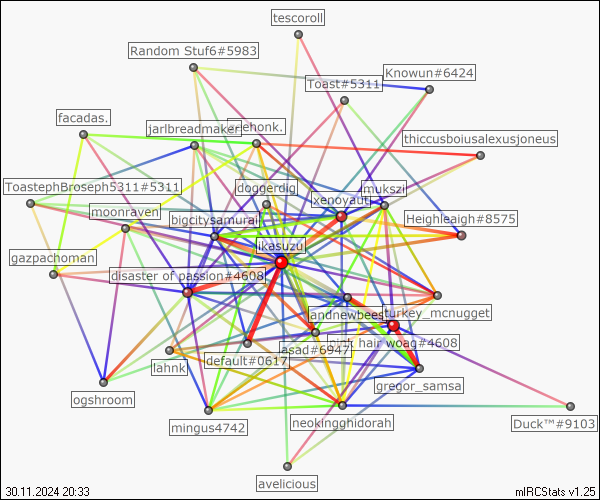 tescoroll
Random Stuf6#5983
Knowun#6424
Toast#5311
facadas.
jarlbreadmaker
thiccusboiusalexusjoneus
ToastephBroseph5311#5311
doggerdig
mukszi
xenoyaut
moonraven
bigcitysamurai
Heighleaigh#8575
ikasuzu
gazpachoman
disaster of passion#4608
andnewbees
turkey_mcnugget
pink hair woag#4608
jasad#6947
default#0617
lahnk
gregor_samsa
ogshroom
mingus4742
neokingghidorah
Duck™#9103
avelicious
30.11.2024 20:33
mIRCStats v1.25